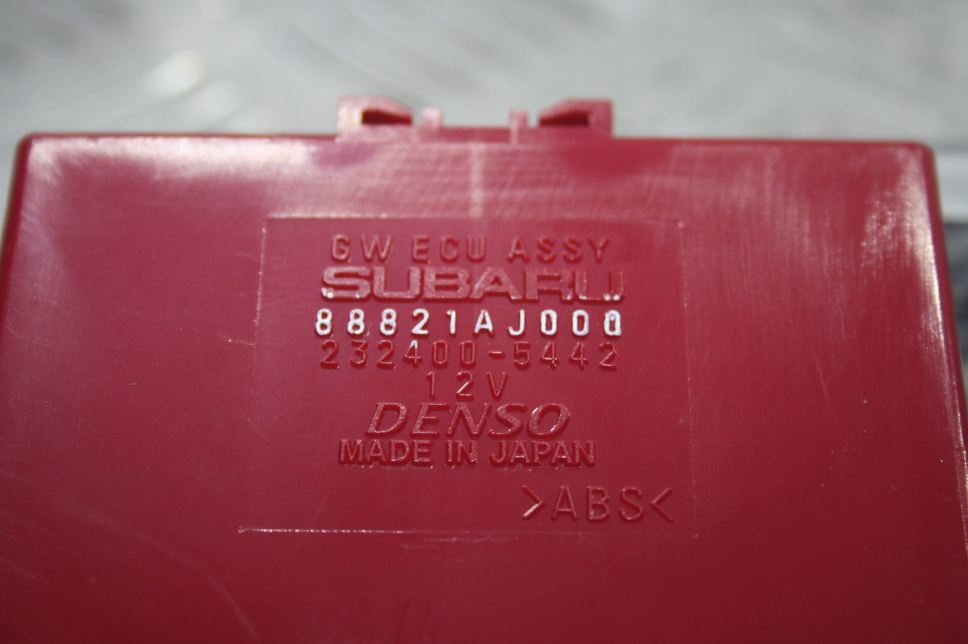 GW ECU ASSY
SUBARU
88821AJ000
232400-5442
12V
DENSO
MADE IN JAPAN
>ABS<